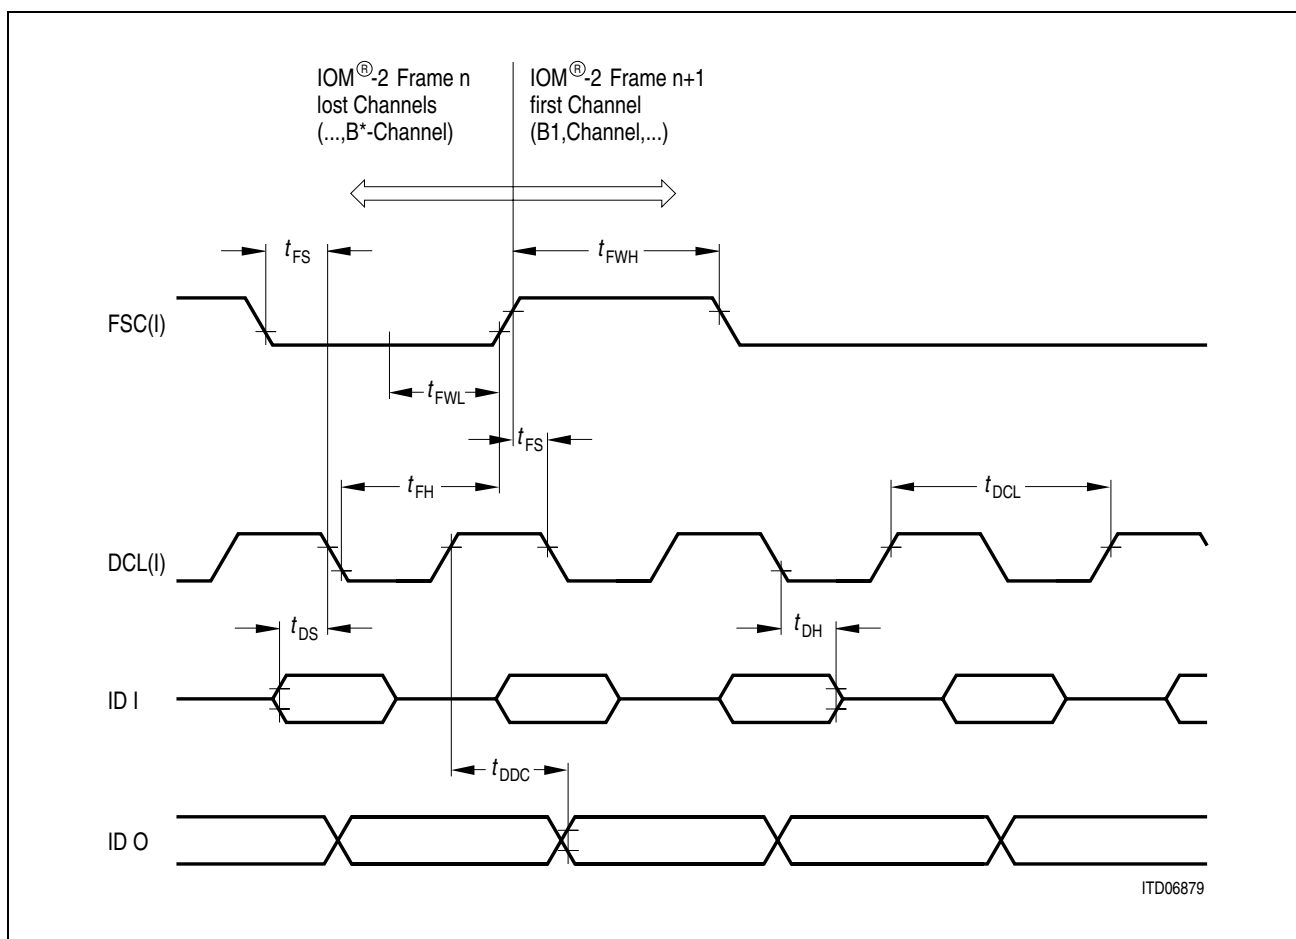 IOM®-2 Frame n
lost Channels
(...,B*-Channel)
IOM®-2 Frame n+1
first Channel
(B1,Channel,...)
tFS
tFWH
FSC(I)
tFWL
tFS
tFH
tDCL
DCL(I)
tDS
tDH
ID I
tDDC
ID O
ITD06879